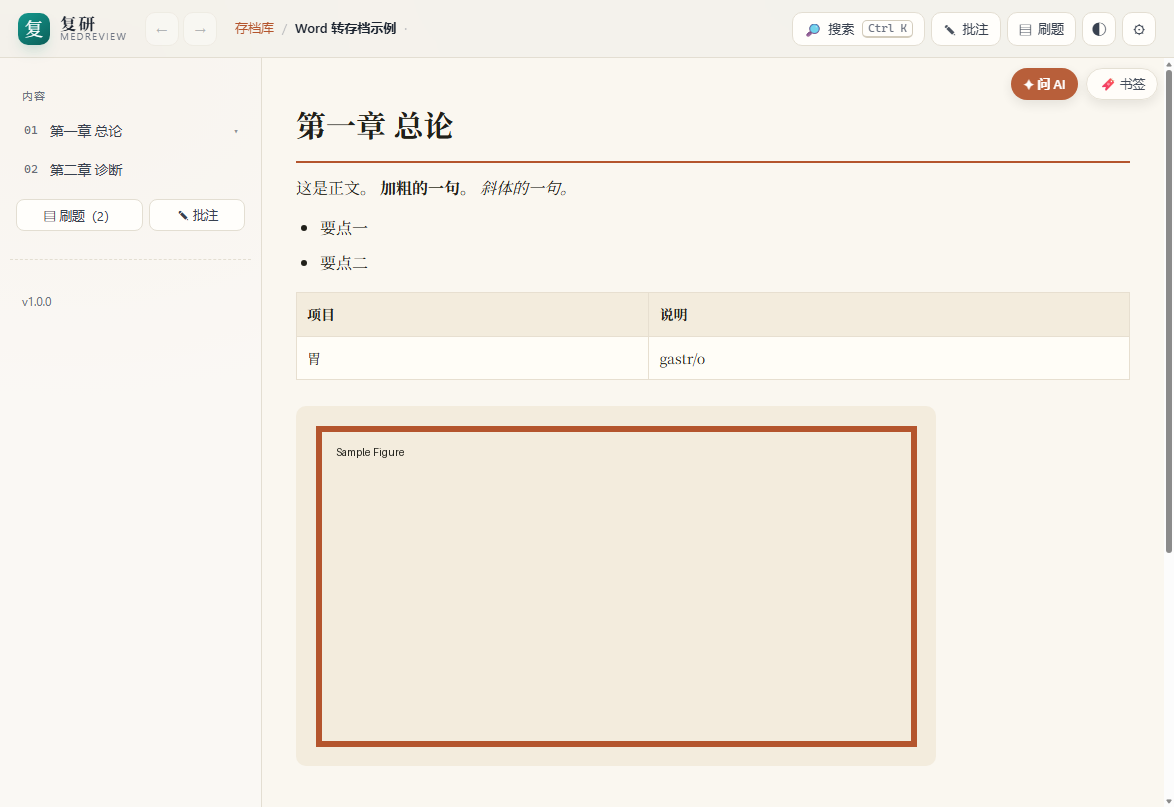 复 复研
MEDREVIEW
← →
存档库 / Word 转存档示例 ·
搜索 Ctrl K
批注
刷题
内容
01 第一章 总论
02 第二章 诊断
刷题（2）
批注
v1.0.0
问 AI
书签
第一章 总论
这是正文。 加粗的一句。 斜体的一句。
• 要点一
• 要点二
项目 说明
胃 gastr/o
Sample Figure